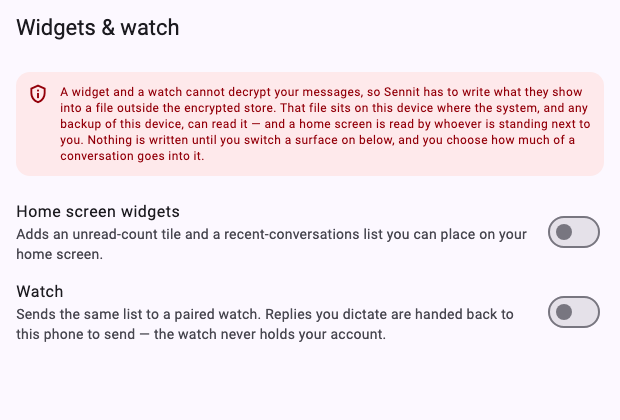 Widgets & watch
A widget and a watch cannot decrypt your messages, so Sennit has to write what they show
into a file outside the encrypted store. That file sits on this device where the system, and any
backup of this device, can read it — and a home screen is read by whoever is standing next to
you. Nothing is written until you switch a surface on below, and you choose how much of a
conversation goes into it.
Home screen widgets
Adds an unread-count tile and a recent-conversations list you can place on your
home screen.
Watch
Sends the same list to a paired watch. Replies you dictate are handed back to
this phone to send — the watch never holds your account.